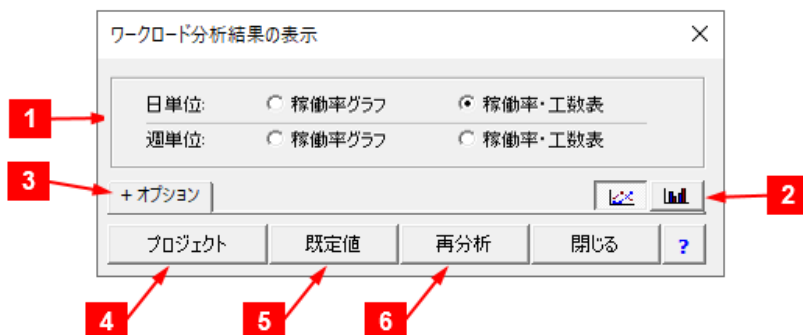 ワークロード分析結果の表示
1
日単位: 稼働率グラフ 稼働率・工数表
週単位: 稼働率グラフ 稼働率・工数表
3
+ オプション
2
プロジェクト 既定値 再分析 閉じる ?
4 5 6